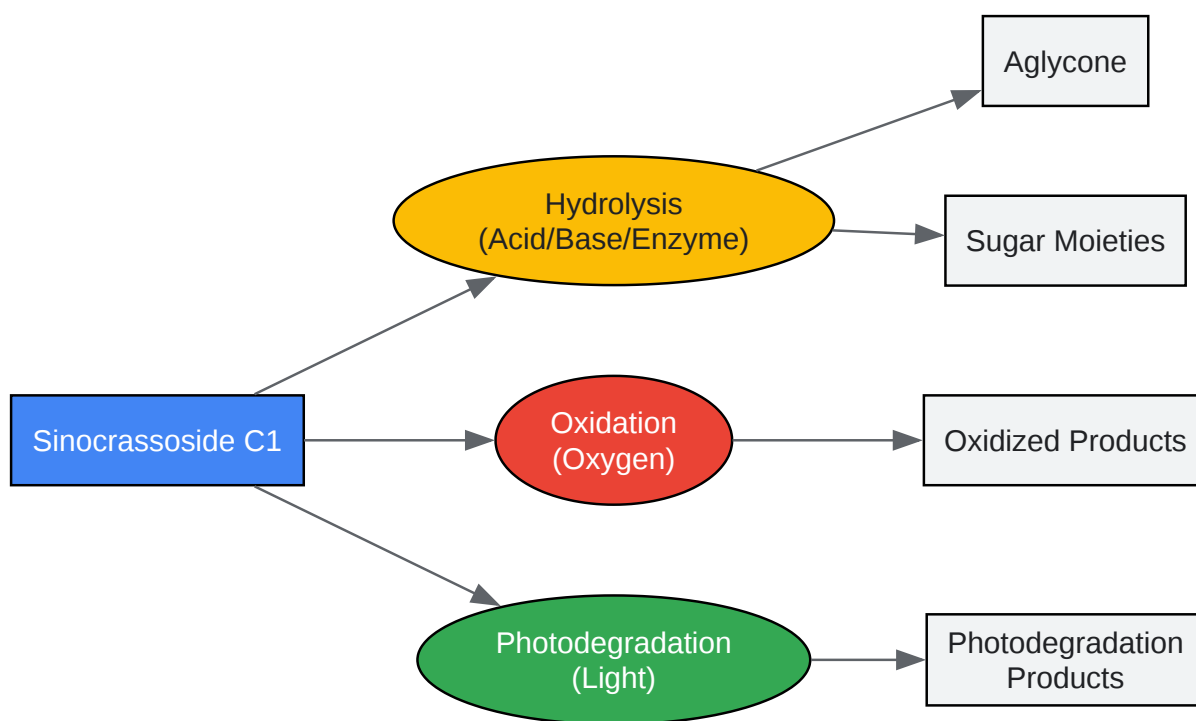 Aglycone
Hydrolysis
(Acid/Base/Enzyme)
Sugar Moieties
Sinocrassoside C1
Oxidation
(Oxygen)
Oxidized Products
Photodegradation
(Light)
Photodegradation
Products